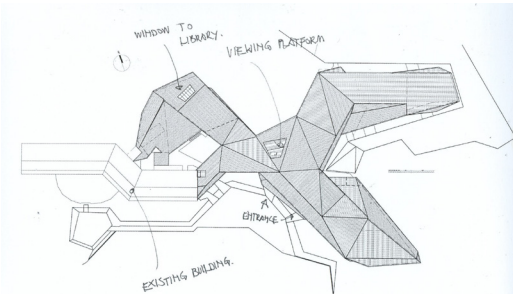 WINDOW TO
LIBRARY.
VIEWING PLATFORM
ENTRANCE
EXISTING BUILDING.